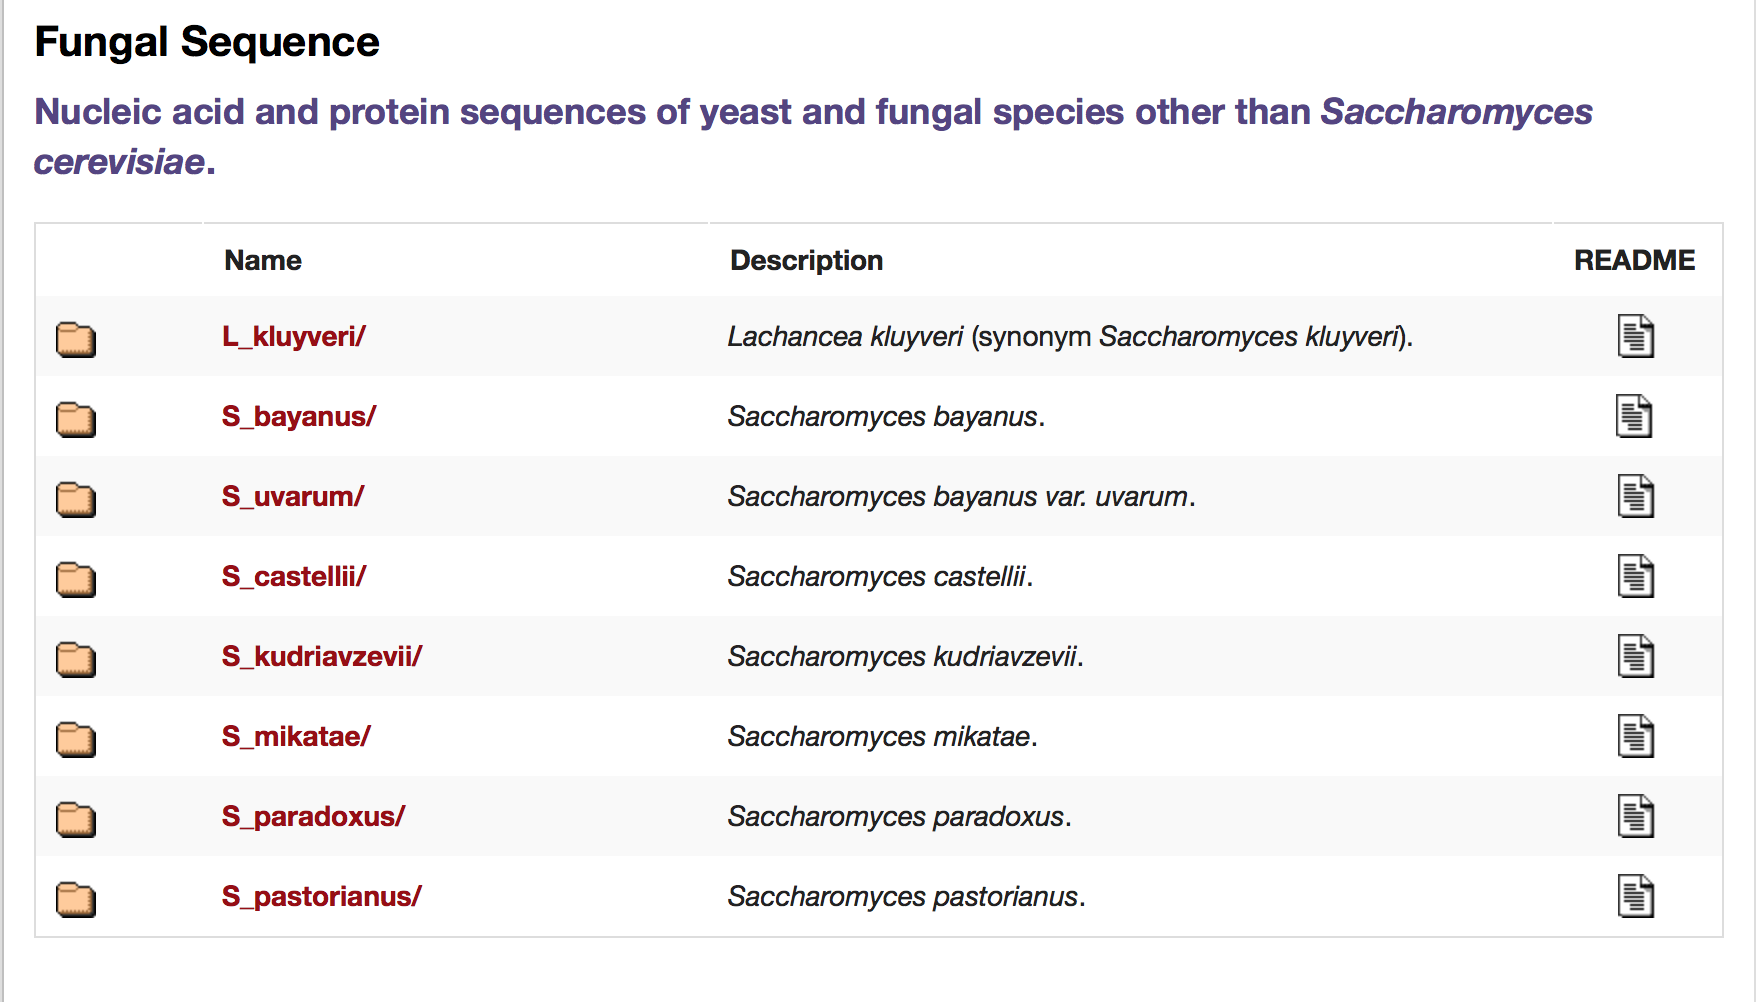 Fungal Sequence
Nucleic acid and protein sequences of yeast and fungal species other than Saccharomyces
cerevisiae.
Name Description README
L_kluyveri/ Lachancea kluyveri (synonym Saccharomyces kluyveri).
S_bayanus/ Saccharomyces bayanus.
S_uvarum/ Saccharomyces bayanus var. uvarum.
S_castellii/ Saccharomyces castellii.
S_kudriavzevii/ Saccharomyces kudriavzevii.
S_mikatae/ Saccharomyces mikatae.
S_paradoxus/ Saccharomyces paradoxus.
S_pastorianus/ Saccharomyces pastorianus.